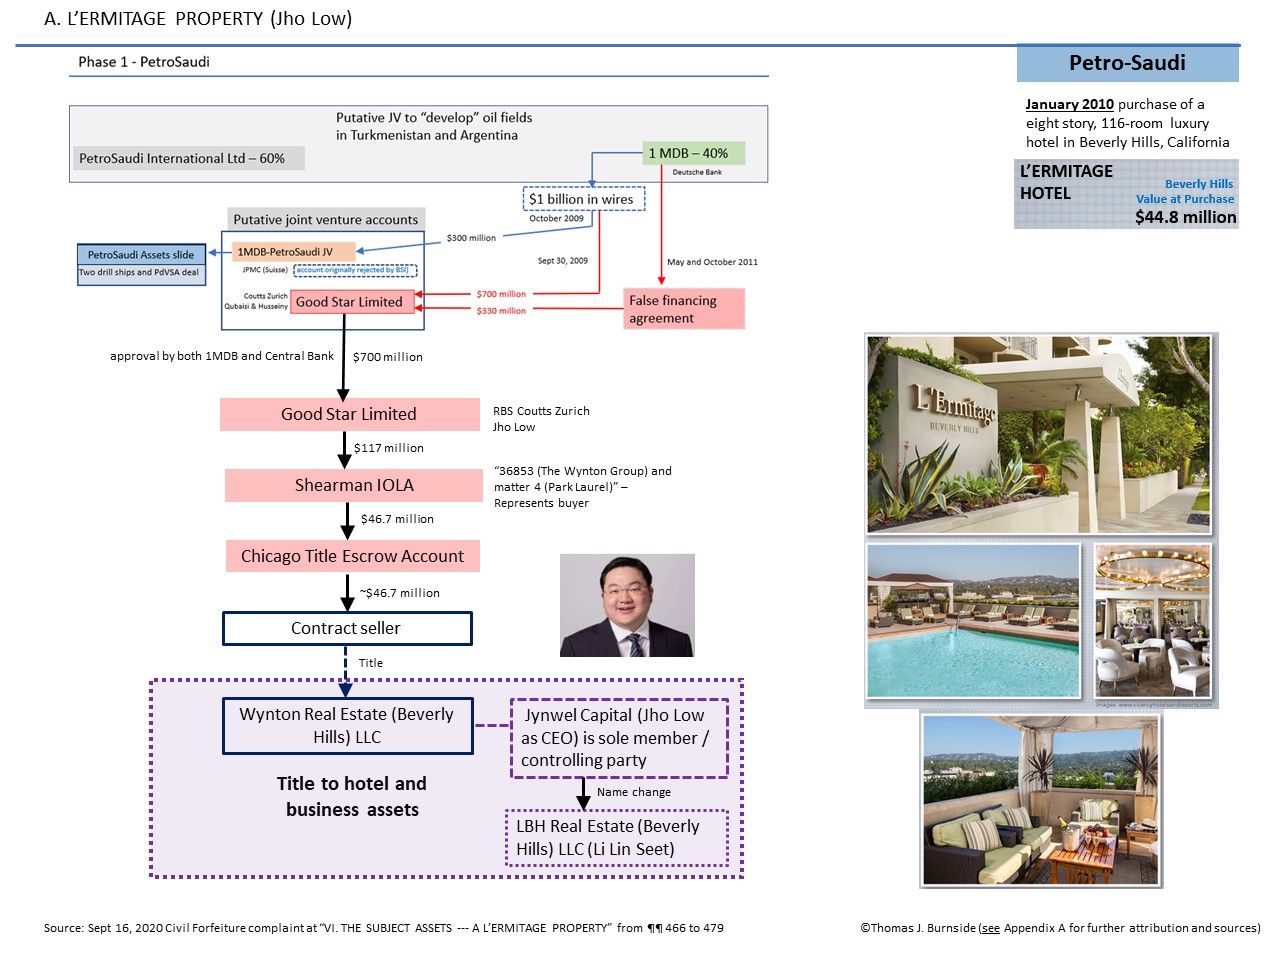 A. L’ERMITAGE PROPERTY (Jho Low)
Phase 1 - PetroSaudi
Putative JV to “develop” oil fields
in Turkmenistan and Argentina
PetroSaudi International Ltd – 60%
1 MDB – 40%
Deutsche Bank
$1 billion in wires
October 2009
Putative joint venture accounts
$300 million
PetroSaudi Assets slide
Two drill ships and PdVSA deal
1MDB-PetroSaudi JV
JPMC (Suisse)
account originally rejected by BSI)
Sept 30, 2009
May and October 2011
Coutts Zurich
Qubaisi & Husseiny
Good Star Limited
$700 million
$330 million
False financing
agreement
approval by both 1MDB and Central Bank
$700 million
Good Star Limited
RBS Coutts Zurich
Jho Low
$117 million
Shearman IOLA
“36853 (The Wynton Group) and
matter 4 (Park Laurel)” –
Represents buyer
$46.7 million
Chicago Title Escrow Account
~$46.7 million
Contract seller
Title
Wynton Real Estate (Beverly
Hills) LLC
Jynwel Capital (Jho Low
as CEO) is sole member /
controlling party
Title to hotel and
business assets
Name change
LBH Real Estate (Beverly
Hills) LLC (Li Lin Seet)
Petro-Saudi
January 2010 purchase of a
eight story, 116-room luxury
hotel in Beverly Hills, California
L’ERMITAGE
HOTEL
Beverly Hills
Value at Purchase
$44.8 million
L'Ermitage
BEVERLY HILLS
Images: www.viceroyhotelsandresorts.com
Source: Sept 16, 2020 Civil Forfeiture complaint at “VI. THE SUBJECT ASSETS --- A L’ERMITAGE PROPERTY” from ¶¶ 466 to 479
©Thomas J. Burnside (see Appendix A for further attribution and sources)